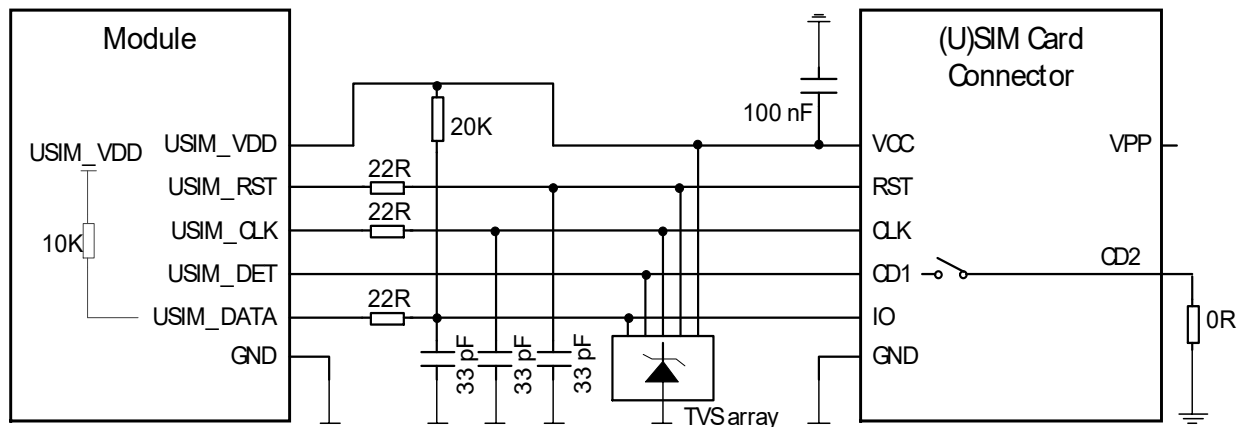 Module
USIM_VDD
10K
USIM_VDD
USIM_RST
USIM_CLK
USIM_DET
USIM_DATA
GND
20K
22R
22R
22R
33 pF
33 pF
33 pF
TVS array
100 nF
(U)SIM Card
Connector
VCC
RST
CLK
CD1
IO
GND
VPP
CD2
0R